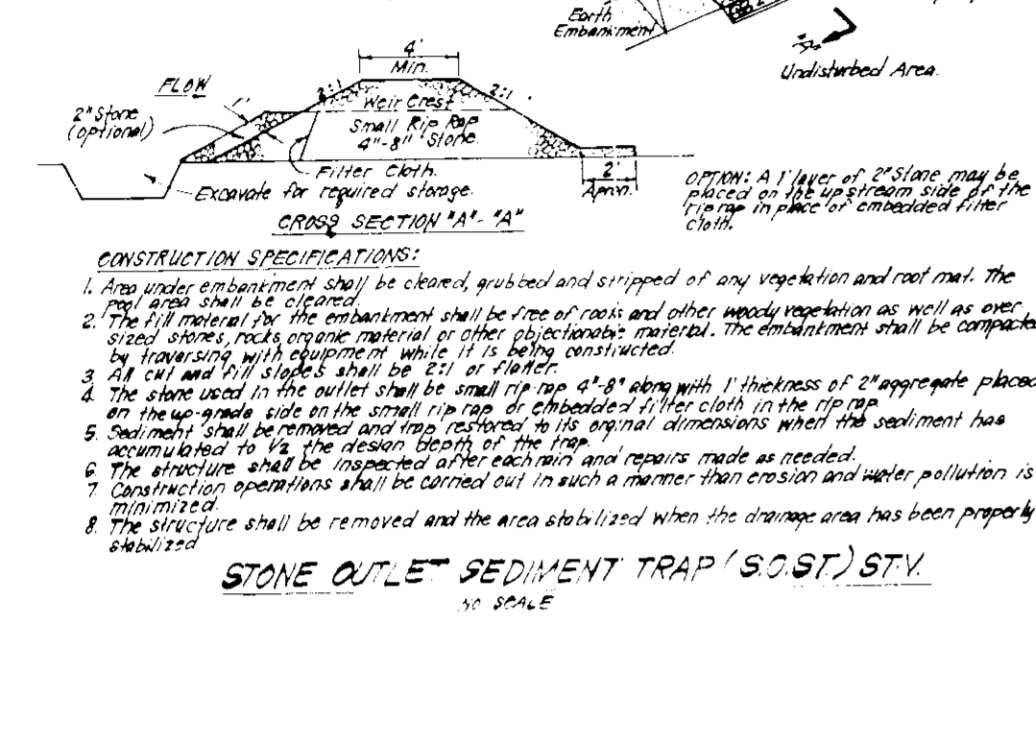 Earth
Embankment
Undisturbed Area.
4'
Min.
FLOW
1'
2:1
2:1
2" Stone
(optional)
Weir Crest
Small Rip Rap
4"-8" Stone
Filter Cloth.
Excavate for required storage.
2'
Apron.
CROSS SECTION "A"-"A"
OPTION: A 1' layer of 2" Stone may be
placed on the upstream side of the
rip rap in place of embedded filter
cloth.
CONSTRUCTION SPECIFICATIONS:
1. Area under embankment shall be cleared, grubbed and stripped of any vegetation and root mat. The
pool area shall be cleared.
2. The fill material for the embankment shall be free of roots and other woody vegetation as well as over
sized stones, rocks, organic material or other objectionable material. The embankment shall be compacted
by traversing with equipment while it is being constructed.
3. All cut and fill slopes shall be 2:1 or flatter.
4. The stone used in the outlet shall be small rip-rap 4"-8" along with 1' thickness of 2" aggregate placed
on the up-grade side on the small rip rap or embedded filter cloth in the rip rap.
5. Sediment shall be removed and trap restored to its orginal dimensions when the sediment has
accumulated to 1/2 the design depth of the trap.
6. The structure shall be inspected after each rain and repairs made as needed.
7. Construction operations shall be carried out in such a manner than erosion and water pollution is
minimized.
8. The structure shall be removed and the area stabilized when the drainage area has been properly
stabilized
STONE OUTLET SEDIMENT TRAP (S.O.S.T.) ST.V.
NO SCALE